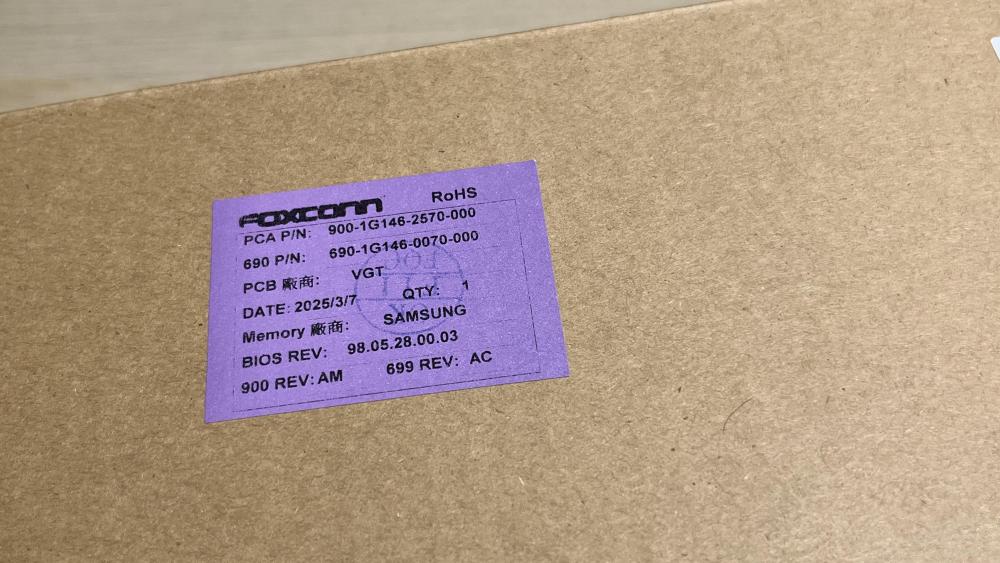 FOXCONN RoHS
PCA P/N: 900-1G146-2570-000
690 P/N: 690-1G146-0070-000
PCB 廠商: VGT
DATE: 2025/3/7 QTY: 1
Memory 廠商: SAMSUNG
BIOS REV: 98.05.28.00.03
900 REV: AM 699 REV: AC